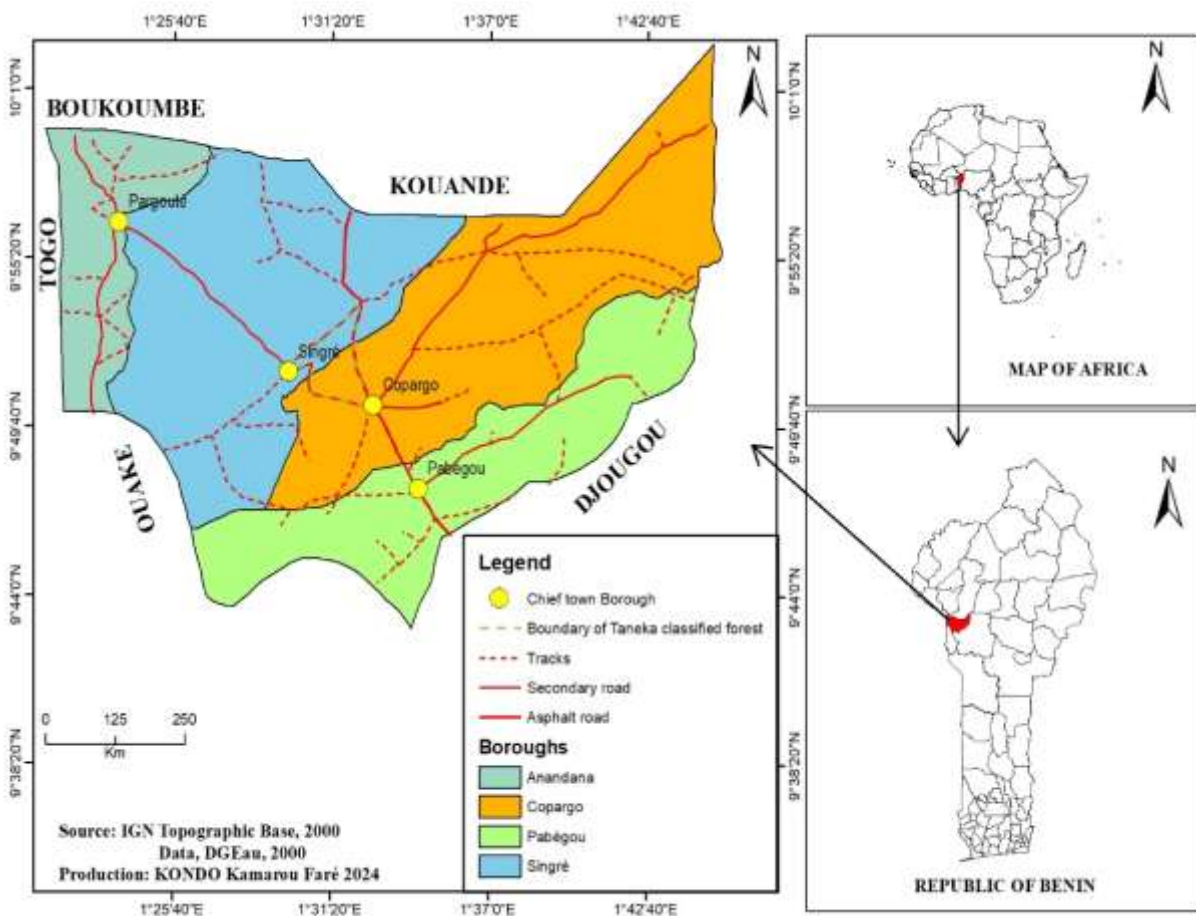 1°25'40"E 1°31'20"E 1°37'0"E 1°42'40"E
10°1'0"N
9°55'20"N
9°49'40"N
9°44'0"N
9°38'20"N
N
BOUKOUMBE
KOUANDE
TOGO
OUAKE
DJOUGOU
Pargouté
Singré
Copargo
Pabégou
Legend
Chief town Borough
Boundary of Taneka classified forest
Tracks
Secondary road
Asphalt road
Boroughs
Anandana
Copargo
Pabégou
Singré
0 125 250
Km
Source: IGN Topographic Base, 2000
Data, DGEau, 2000
Production: KONDO Kamarou Faré 2024
1°25'40"E 1°31'20"E 1°37'0"E 1°42'40"E
10°1'0"N
9°55'20"N
9°49'40"N
9°44'0"N
9°38'20"N
N
MAP OF AFRICA
N
REPUBLIC OF BENIN